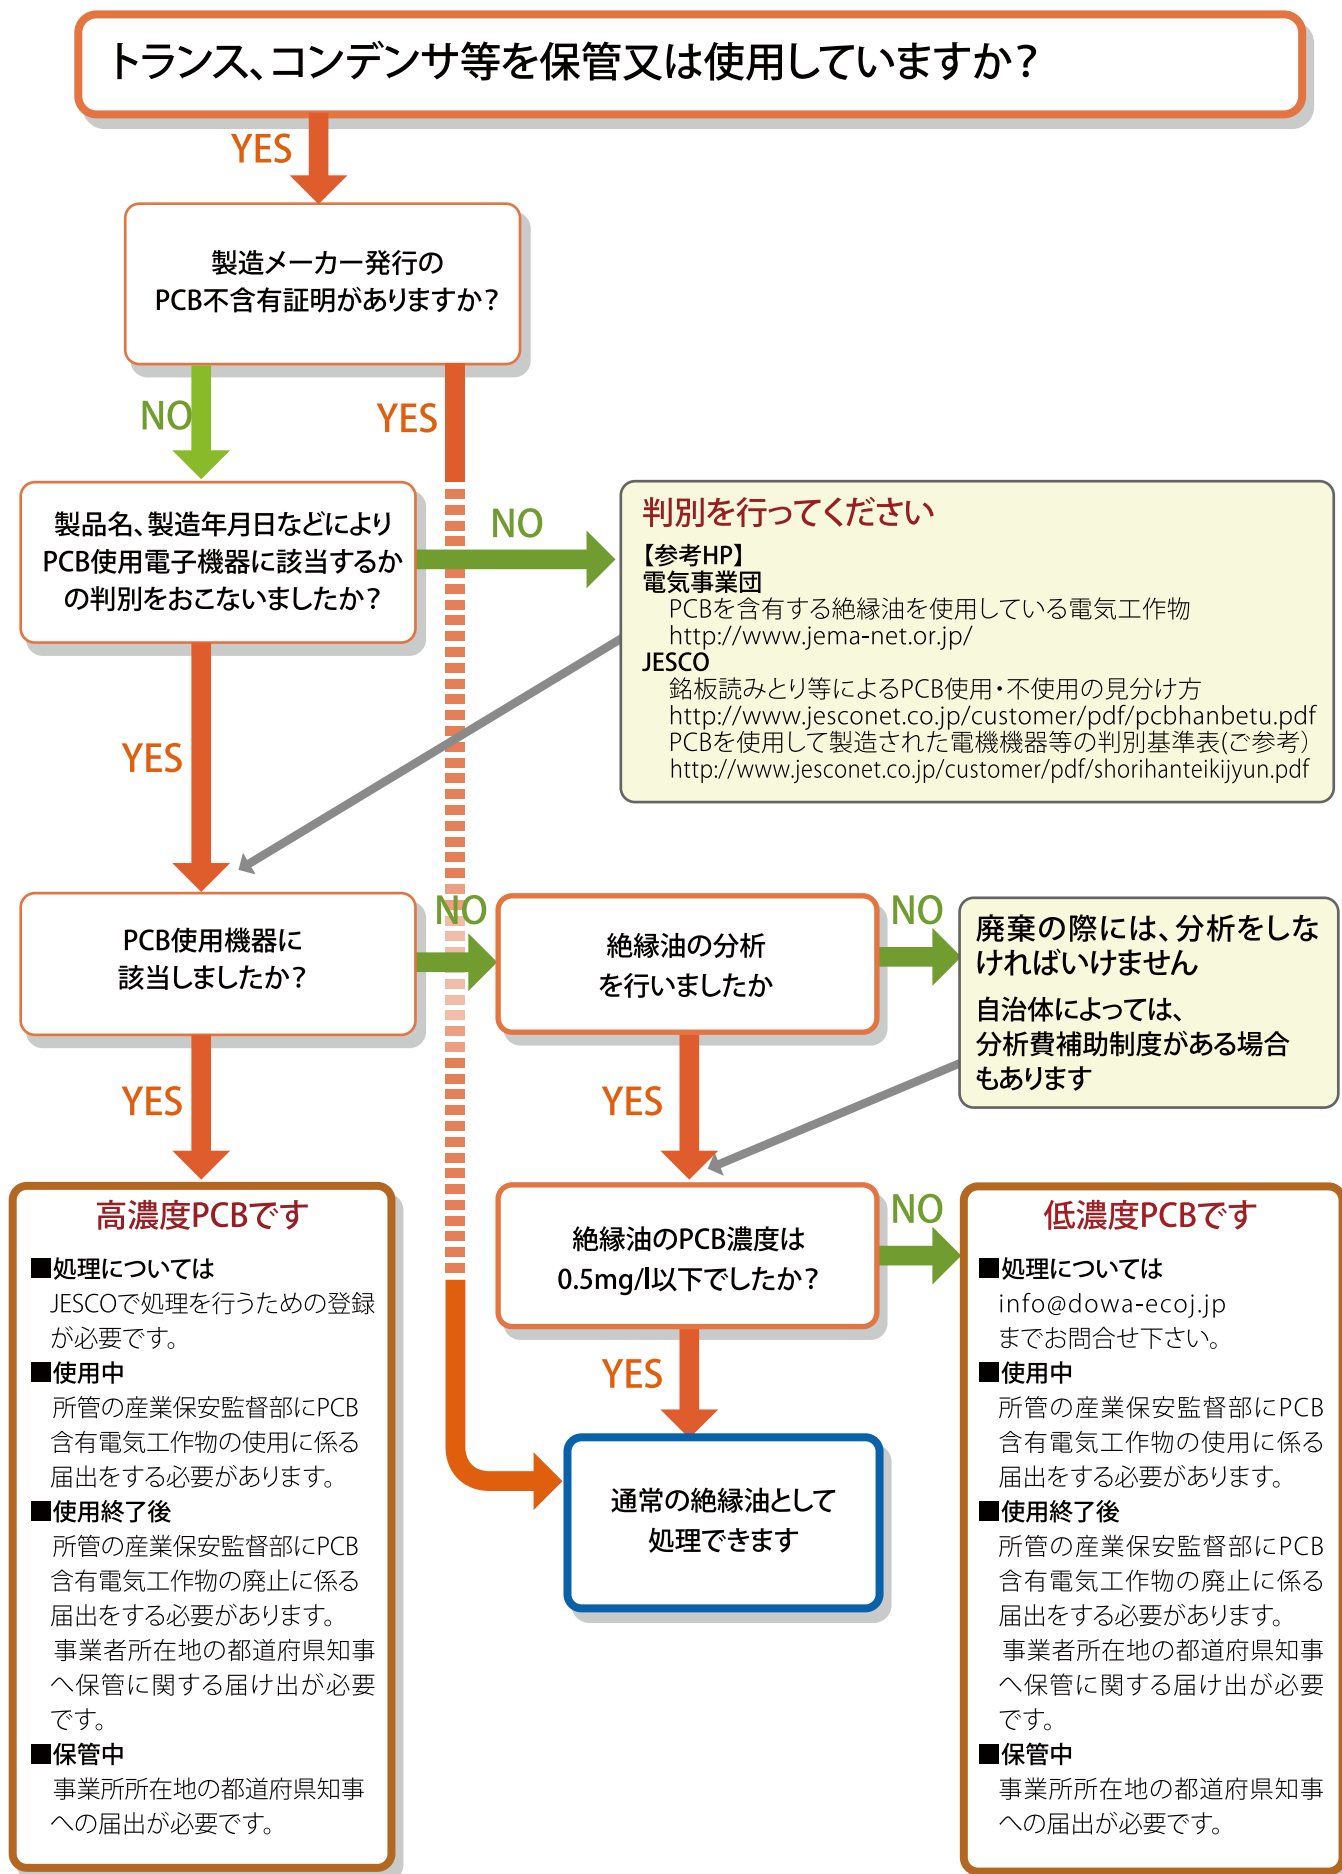 トランス、コンデンサ等を保管又は使用していますか？
YES
製造メーカー発行の
PCB不含有証明がありますか？
NO
YES
製品名、製造年月日などにより
PCB使用電子機器に該当するか
の判別をおこないましたか？
NO
判別を行ってください
【参考HP】
電気事業団
PCBを含有する絶縁油を使用している電気工作物
http://www.jema-net.or.jp/
JESCO
銘板読みとり等によるPCB使用・不使用の見分け方
http://www.jesconet.co.jp/customer/pdf/pcbhanbetu.pdf
PCBを使用して製造された電機機器等の判別基準表(ご参考）
http://www.jesconet.co.jp/customer/pdf/shorihanteikijyun.pdf
YES
PCB使用機器に
該当しましたか？
NO
絶縁油の分析
を行いましたか
NO
廃棄の際には、分析をしな
ければいけません
自治体によっては、
分析費補助制度がある場合
もあります
YES
YES
高濃度PCBです
■処理については
JESCOで処理を行うための登録
が必要です。
■使用中
所管の産業保安監督部にPCB
含有電気工作物の使用に係る
届出をする必要があります。
■使用終了後
所管の産業保安監督部にPCB
含有電気工作物の廃止に係る
届出をする必要があります。
事業者所在地の都道府県知事
へ保管に関する届け出が必要
です。
■保管中
事業所所在地の都道府県知事
への届出が必要です。
絶縁油のPCB濃度は
0.5mg/l以下でしたか？
NO
YES
通常の絶縁油として
処理できます
低濃度PCBです
■処理については
info@dowa-ecoj.jp
までお問合せ下さい。
■使用中
所管の産業保安監督部にPCB
含有電気工作物の使用に係る
届出をする必要があります。
■使用終了後
所管の産業保安監督部にPCB
含有電気工作物の廃止に係る
届出をする必要があります。
事業者所在地の都道府県知事
へ保管に関する届け出が必要
です。
■保管中
事業所所在地の都道府県知事
への届出が必要です。